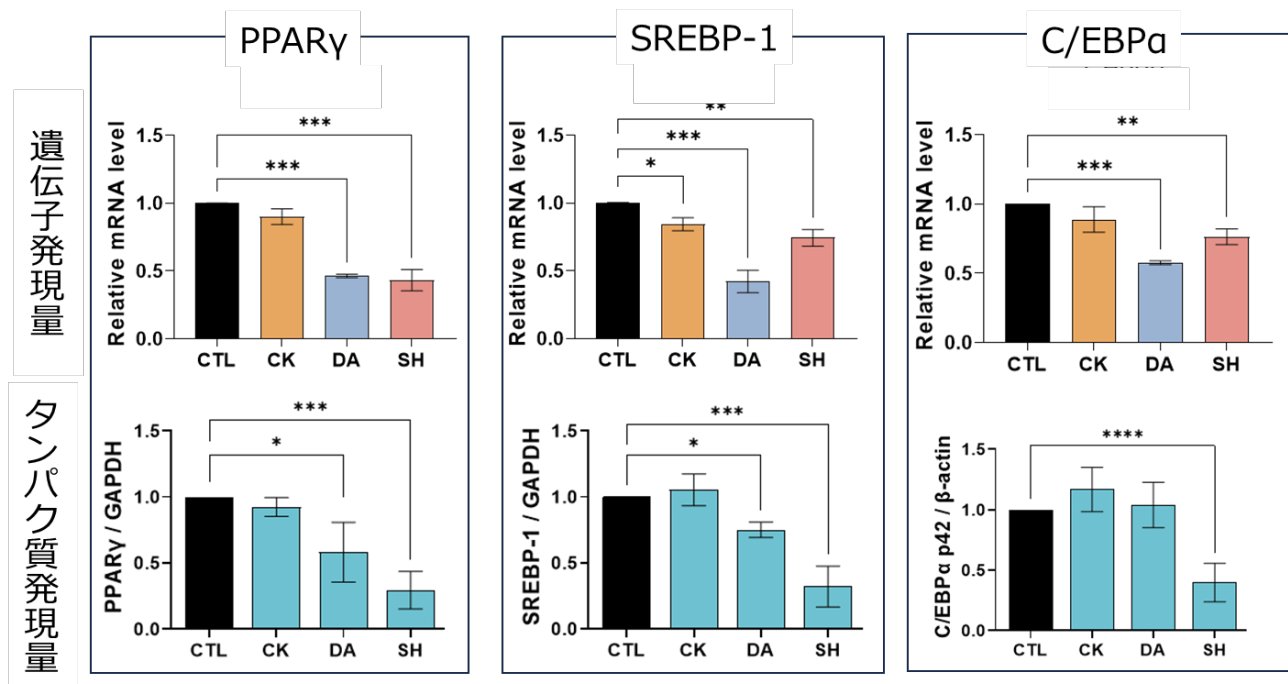 PPARγ
SREBP-1
C/EBPα
遺伝子発現量
タンパク質発現量
Relative mRNA level
1.5
1.0
0.5
0.0
***
***
CTL CK DA SH
Relative mRNA level
1.5
1.0
0.5
0.0
**
***
*
CTL CK DA SH
Relative mRNA level
1.5
1.0
0.5
0.0
**
***
CTL CK DA SH
PPARγ / GAPDH
1.5
1.0
0.5
0.0
***
*
CTL CK DA SH
SREBP-1 / GAPDH
1.5
1.0
0.5
0.0
***
*
CTL CK DA SH
C/EBPα p42 / β-actin
1.5
1.0
0.5
0.0
****
CTL CK DA SH